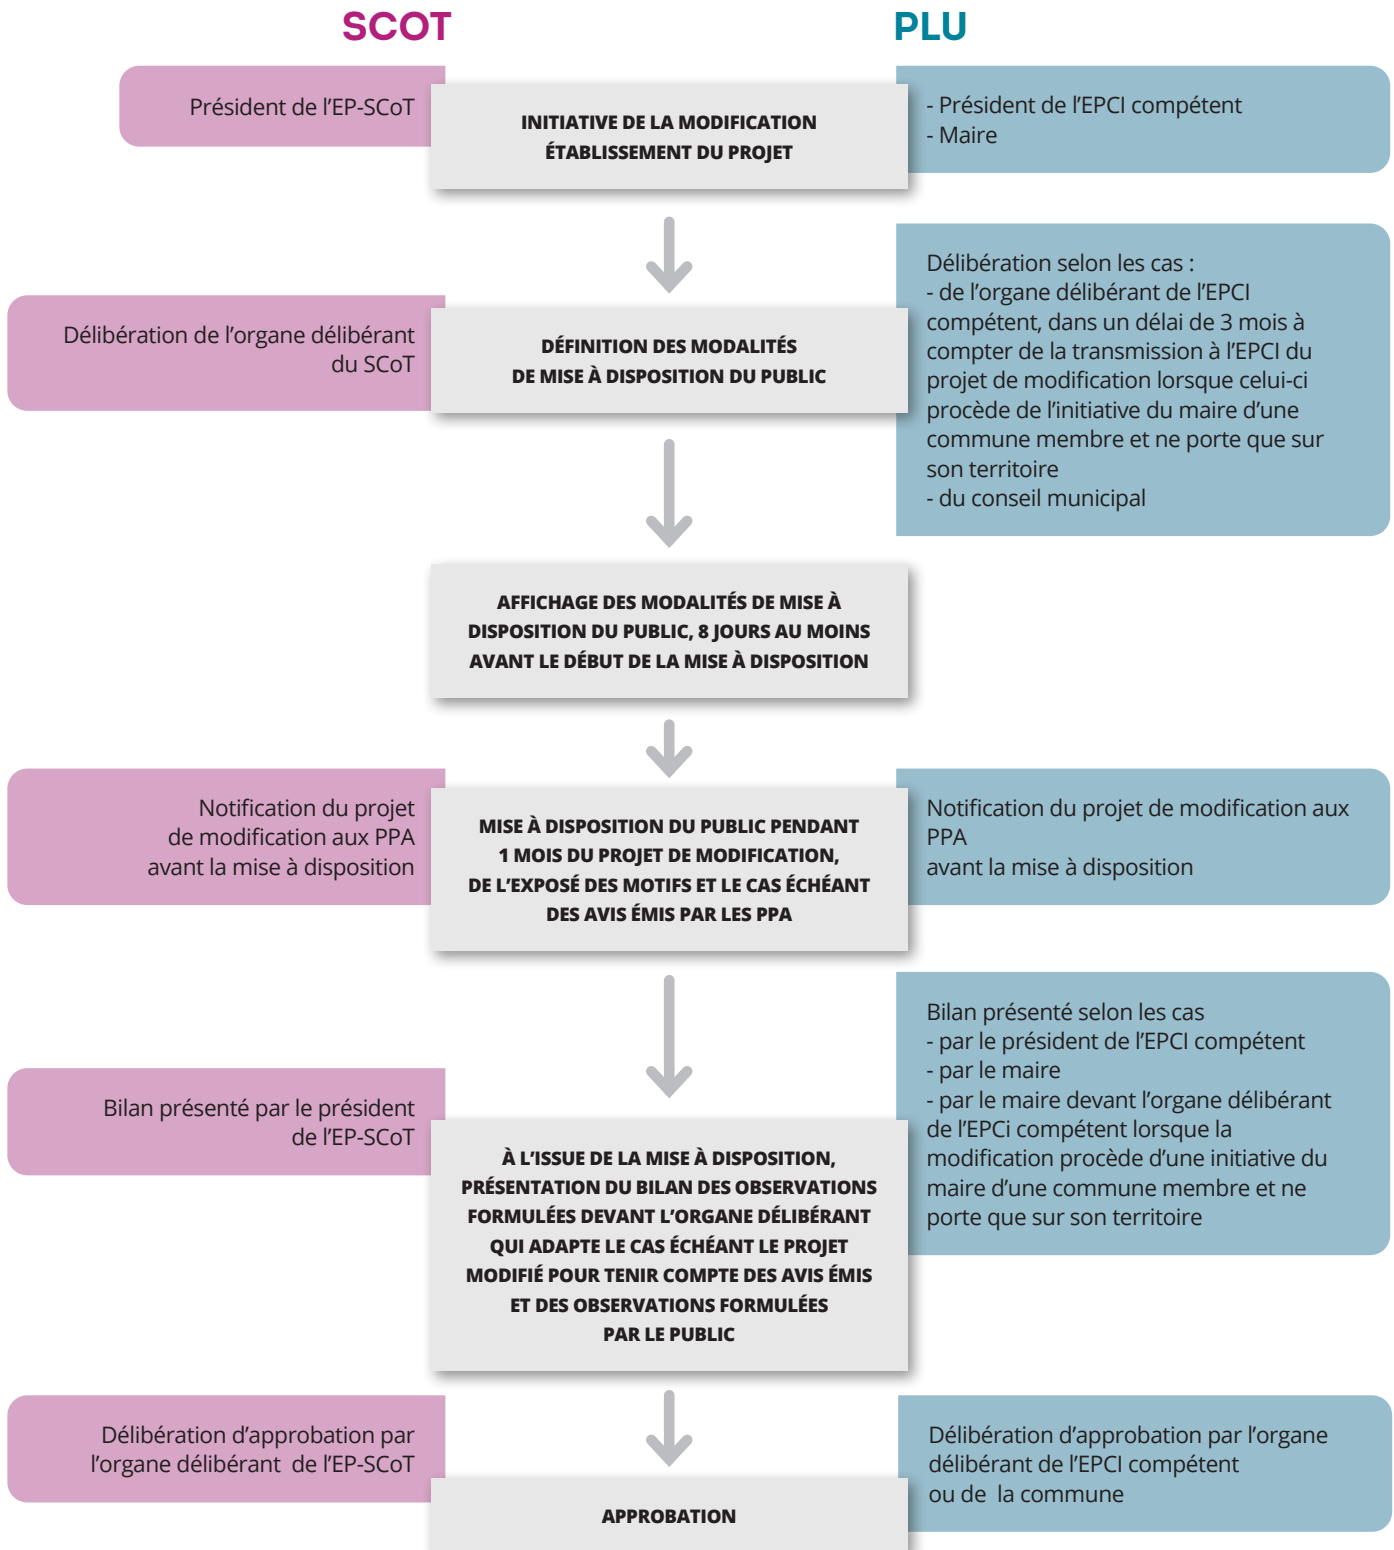 SCOT
PLU
Président de l’EP-SCoT
INITIATIVE DE LA MODIFICATION
ÉTABLISSEMENT DU PROJET
- Président de l’EPCI compétent
- Maire
Délibération de l’organe délibérant
du SCoT
DÉFINITION DES MODALITÉS
DE MISE À DISPOSITION DU PUBLIC
Délibération selon les cas :
- de l’organe délibérant de l’EPCI
compétent, dans un délai de 3 mois à
compter de la transmission à l’EPCI du
projet de modification lorsque celui-ci
procède de l’initiative du maire d’une
commune membre et ne porte que sur
son territoire
- du conseil municipal
AFFICHAGE DES MODALITÉS DE MISE À
DISPOSITION DU PUBLIC, 8 JOURS AU MOINS
AVANT LE DÉBUT DE LA MISE À DISPOSITION
Notification du projet
de modification aux PPA
avant la mise à disposition
MISE À DISPOSITION DU PUBLIC PENDANT
1 MOIS DU PROJET DE MODIFICATION,
DE L’EXPOSÉ DES MOTIFS ET LE CAS ÉCHÉANT
DES AVIS ÉMIS PAR LES PPA
Notification du projet de modification aux
PPA
avant la mise à disposition
Bilan présenté par le président
de l’EP-SCoT
À L’ISSUE DE LA MISE À DISPOSITION,
PRÉSENTATION DU BILAN DES OBSERVATIONS
FORMULÉES DEVANT L’ORGANE DÉLIBÉRANT
QUI ADAPTE LE CAS ÉCHÉANT LE PROJET
MODIFIÉ POUR TENIR COMPTE DES AVIS ÉMIS
ET DES OBSERVATIONS FORMULÉES
PAR LE PUBLIC
Bilan présenté selon les cas
- par le président de l’EPCI compétent
- par le maire
- par le maire devant l’organe délibérant
de l’EPCi compétent lorsque la
modification procède d’une initiative du
maire d’une commune membre et ne
porte que sur son territoire
Délibération d’approbation par
l’organe délibérant de l’EP-SCoT
APPROBATION
Délibération d’approbation par l’organe
délibérant de l’EPCI compétent
ou de la commune